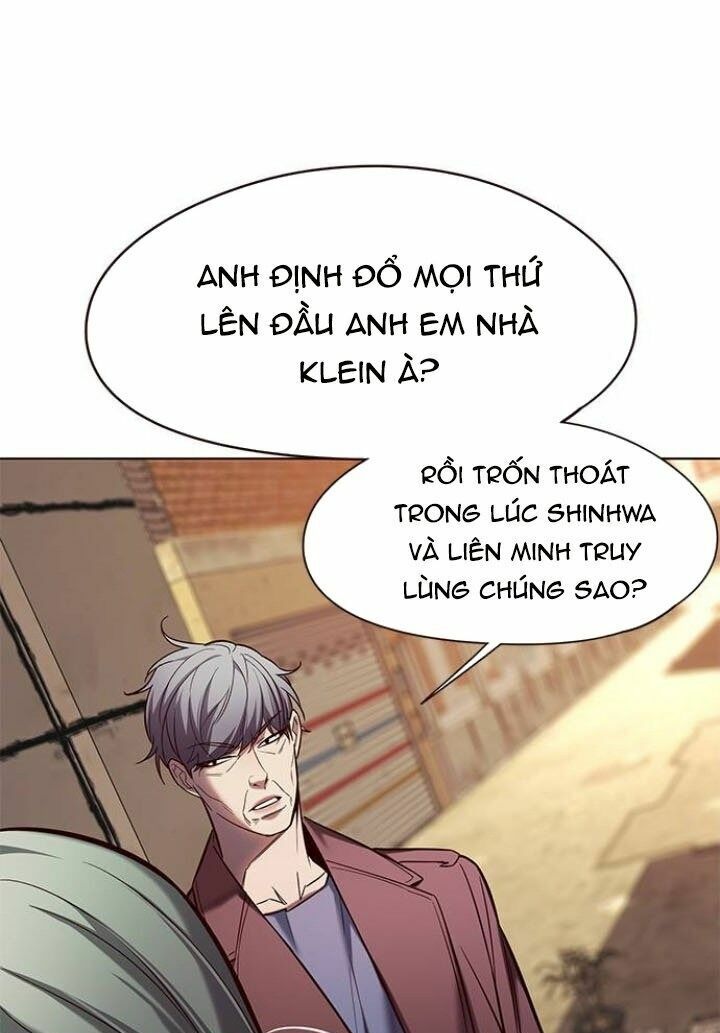 ANH ĐỊNH ĐỔ MỌI THỨ
LÊN ĐẦU ANH EM NHÀ
KLEIN À?
RỒI TRỐN THOÁT
TRONG LÚC SHINHWA
VÀ LIÊN MINH TRUY
LÙNG CHÚNG SAO?